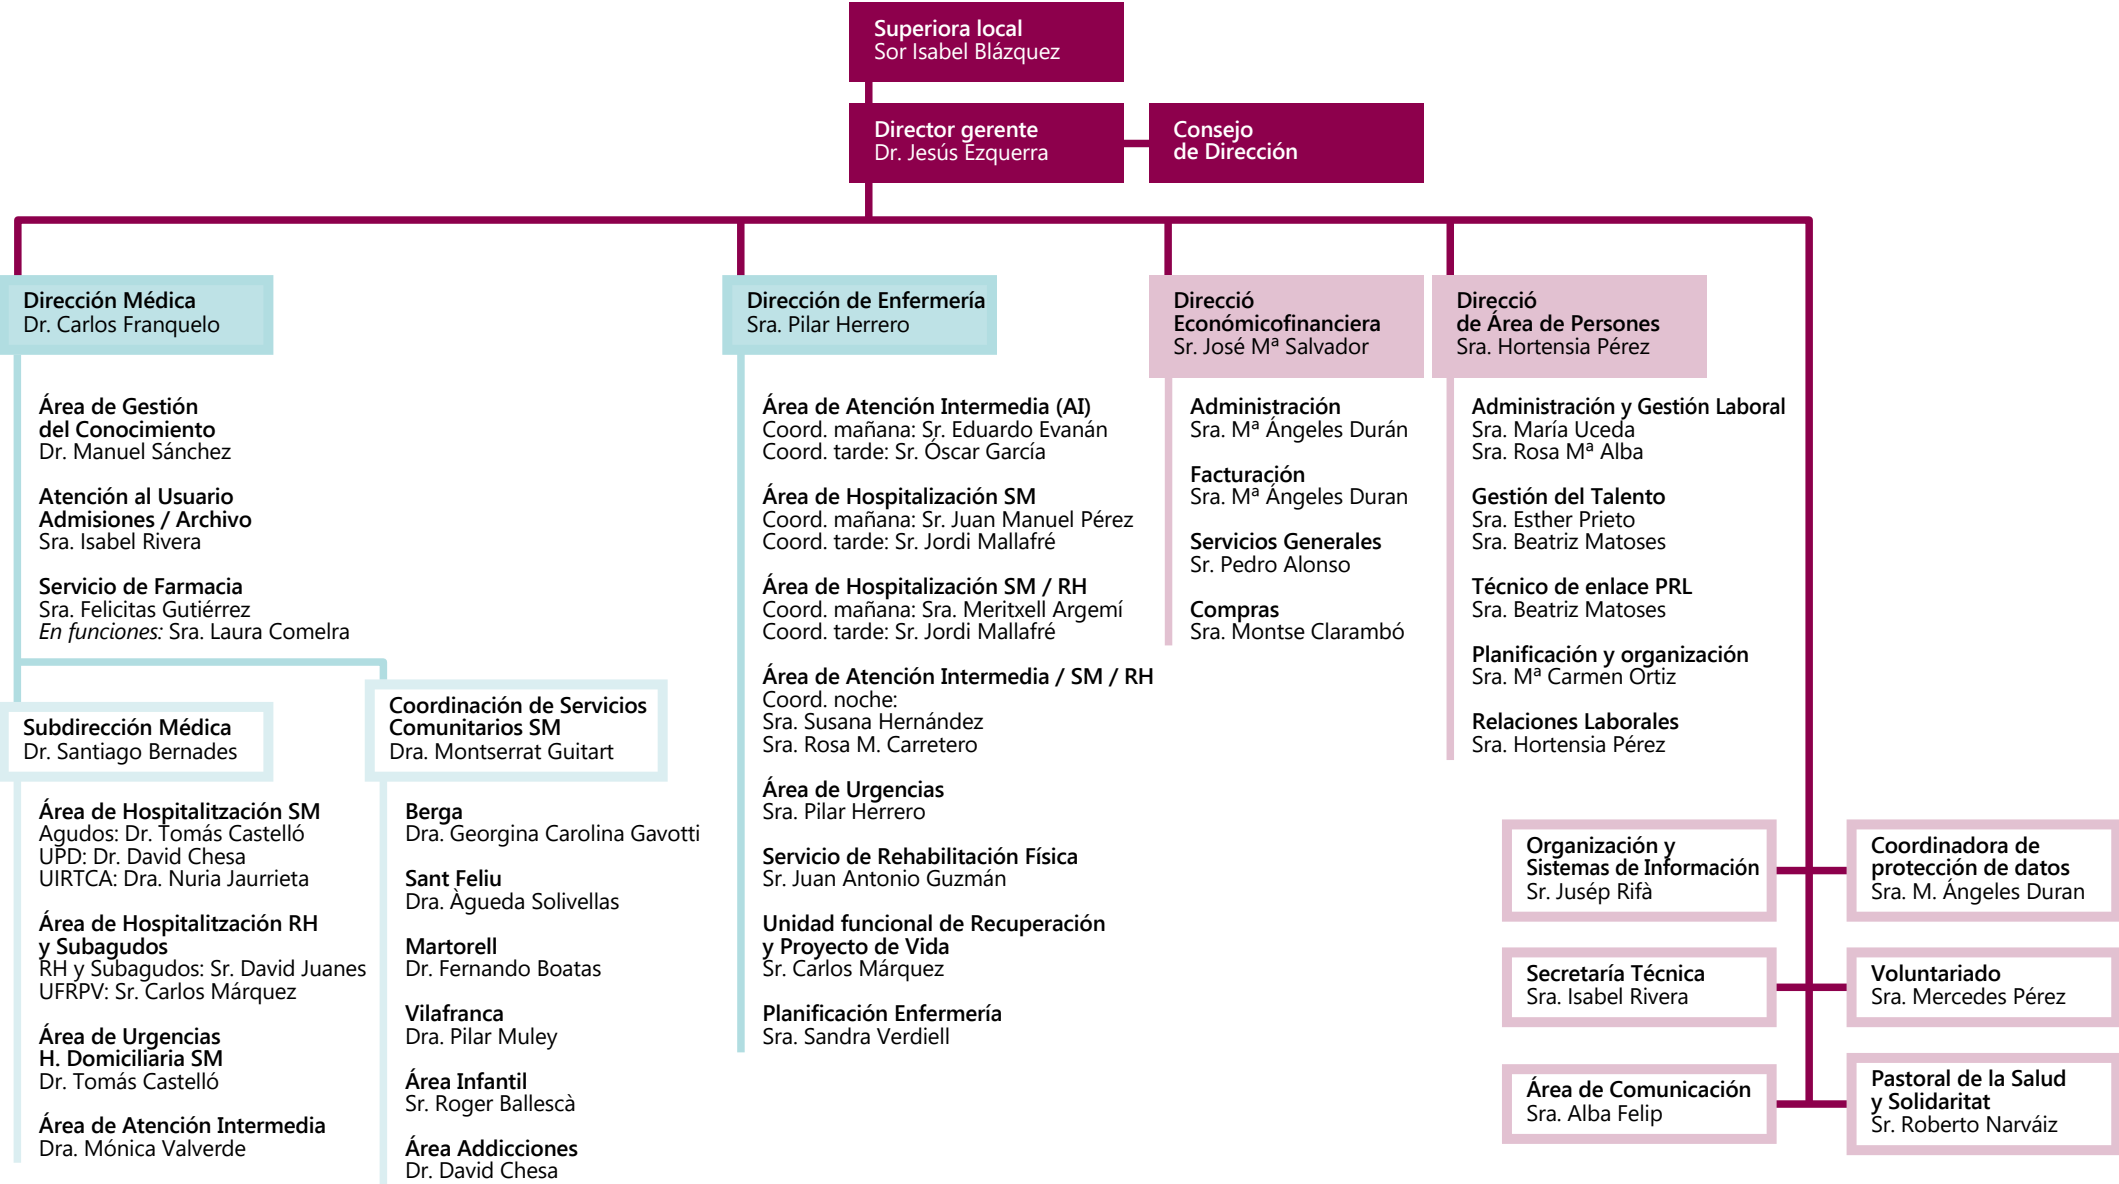 Superiora local
Sor Isabel Blázquez
Director gerente
Dr. Jesús Ezquerra
Consejo
de Dirección
Dirección Médica
Dr. Carlos Franquelo
Área de Gestión
del Conocimiento
Dr. Manuel Sánchez
Atención al Usuario
Admisiones / Archivo
Sra. Isabel Rivera
Servicio de Farmacia
Sra. Felicitas Gutiérrez
En funciones: Sra. Laura Comelra
Subdirección Médica
Dr. Santiago Bernades
Área de Hospitalitzación SM
Agudos: Dr. Tomás Castelló
UPD: Dr. David Chesa
UIRTCA: Dra. Nuria Jaurrieta
Área de Hospitalitzación RH
y Subagudos
RH y Subagudos: Sr. David Juanes
UFRPV: Sr. Carlos Márquez
Área de Urgencias
H. Domiciliaria SM
Dr. Tomás Castelló
Área de Atención Intermedia
Dra. Mónica Valverde
Coordinación de Servicios
Comunitarios SM
Dra. Montserrat Guitart
Berga
Dra. Georgina Carolina Gavotti
Sant Feliu
Dra. Àgueda Solivellas
Martorell
Dr. Fernando Boatas
Vilafranca
Dra. Pilar Muley
Área Infantil
Sr. Roger Ballescà
Área Addicciones
Dr. David Chesa
Dirección de Enfermería
Sra. Pilar Herrero
Área de Atención Intermedia (AI)
Coord. mañana: Sr. Eduardo Evanán
Coord. tarde: Sr. Óscar García
Área de Hospitalización SM
Coord. mañana: Sr. Juan Manuel Pérez
Coord. tarde: Sr. Jordi Mallafré
Área de Hospitalización SM / RH
Coord. mañana: Sra. Meritxell Argemí
Coord. tarde: Sr. Jordi Mallafré
Área de Atención Intermedia / SM / RH
Coord. noche:
Sra. Susana Hernández
Sra. Rosa M. Carretero
Área de Urgencias
Sra. Pilar Herrero
Servicio de Rehabilitación Física
Sr. Juan Antonio Guzmán
Unidad funcional de Recuperación
y Proyecto de Vida
Sr. Carlos Márquez
Planificación Enfermería
Sra. Sandra Verdiell
Direcció
Económicofinanciera
Sr. José Mª Salvador
Administración
Sra. Mª Ángeles Durán
Facturación
Sra. Mª Ángeles Duran
Servicios Generales
Sr. Pedro Alonso
Compras
Sra. Montse Clarambó
Direcció
de Área de Persones
Sra. Hortensia Pérez
Administración y Gestión Laboral
Sra. María Uceda
Sra. Rosa Mª Alba
Gestión del Talento
Sra. Esther Prieto
Sra. Beatriz Matoses
Técnico de enlace PRL
Sra. Beatriz Matoses
Planificación y organización
Sra. Mª Carmen Ortiz
Relaciones Laborales
Sra. Hortensia Pérez
Organización y
Sistemas de Información
Sr. Jusép Rifà
Coordinadora de
protección de datos
Sra. M. Ángeles Duran
Secretaría Técnica
Sra. Isabel Rivera
Voluntariado
Sra. Mercedes Pérez
Área de Comunicación
Sra. Alba Felip
Pastoral de la Salud
y Solidaritat
Sr. Roberto Narváiz